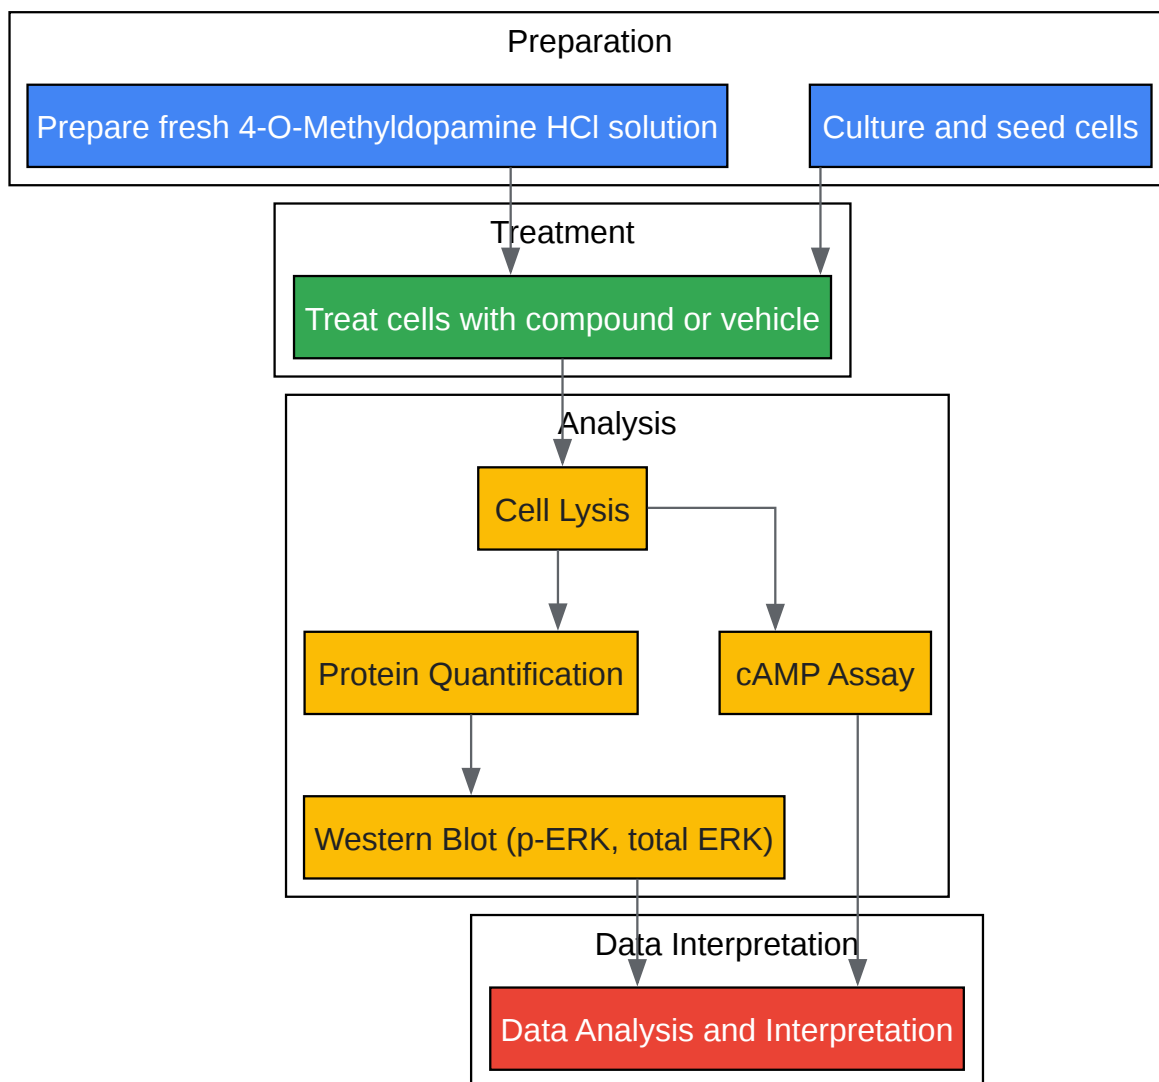 Preparation
Prepare fresh 4-O-Methyldopamine HCl solution
Culture and seed cells
Treatment
Treat cells with compound or vehicle
Analysis
Cell Lysis
Protein Quantification
cAMP Assay
Western Blot (p-ERK, total ERK)
Data Interpretation
Data Analysis and Interpretation